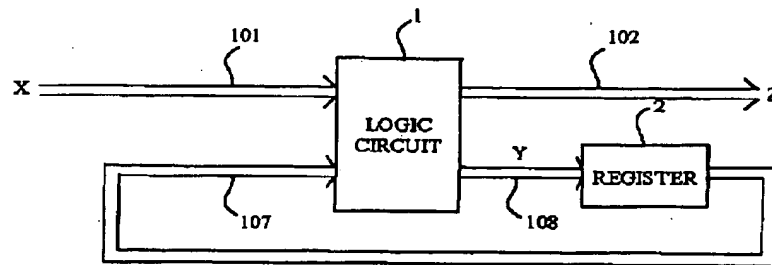 1
101
102
X
Z
2
LOGIC
CIRCUIT
Y
REGISTER
107
108